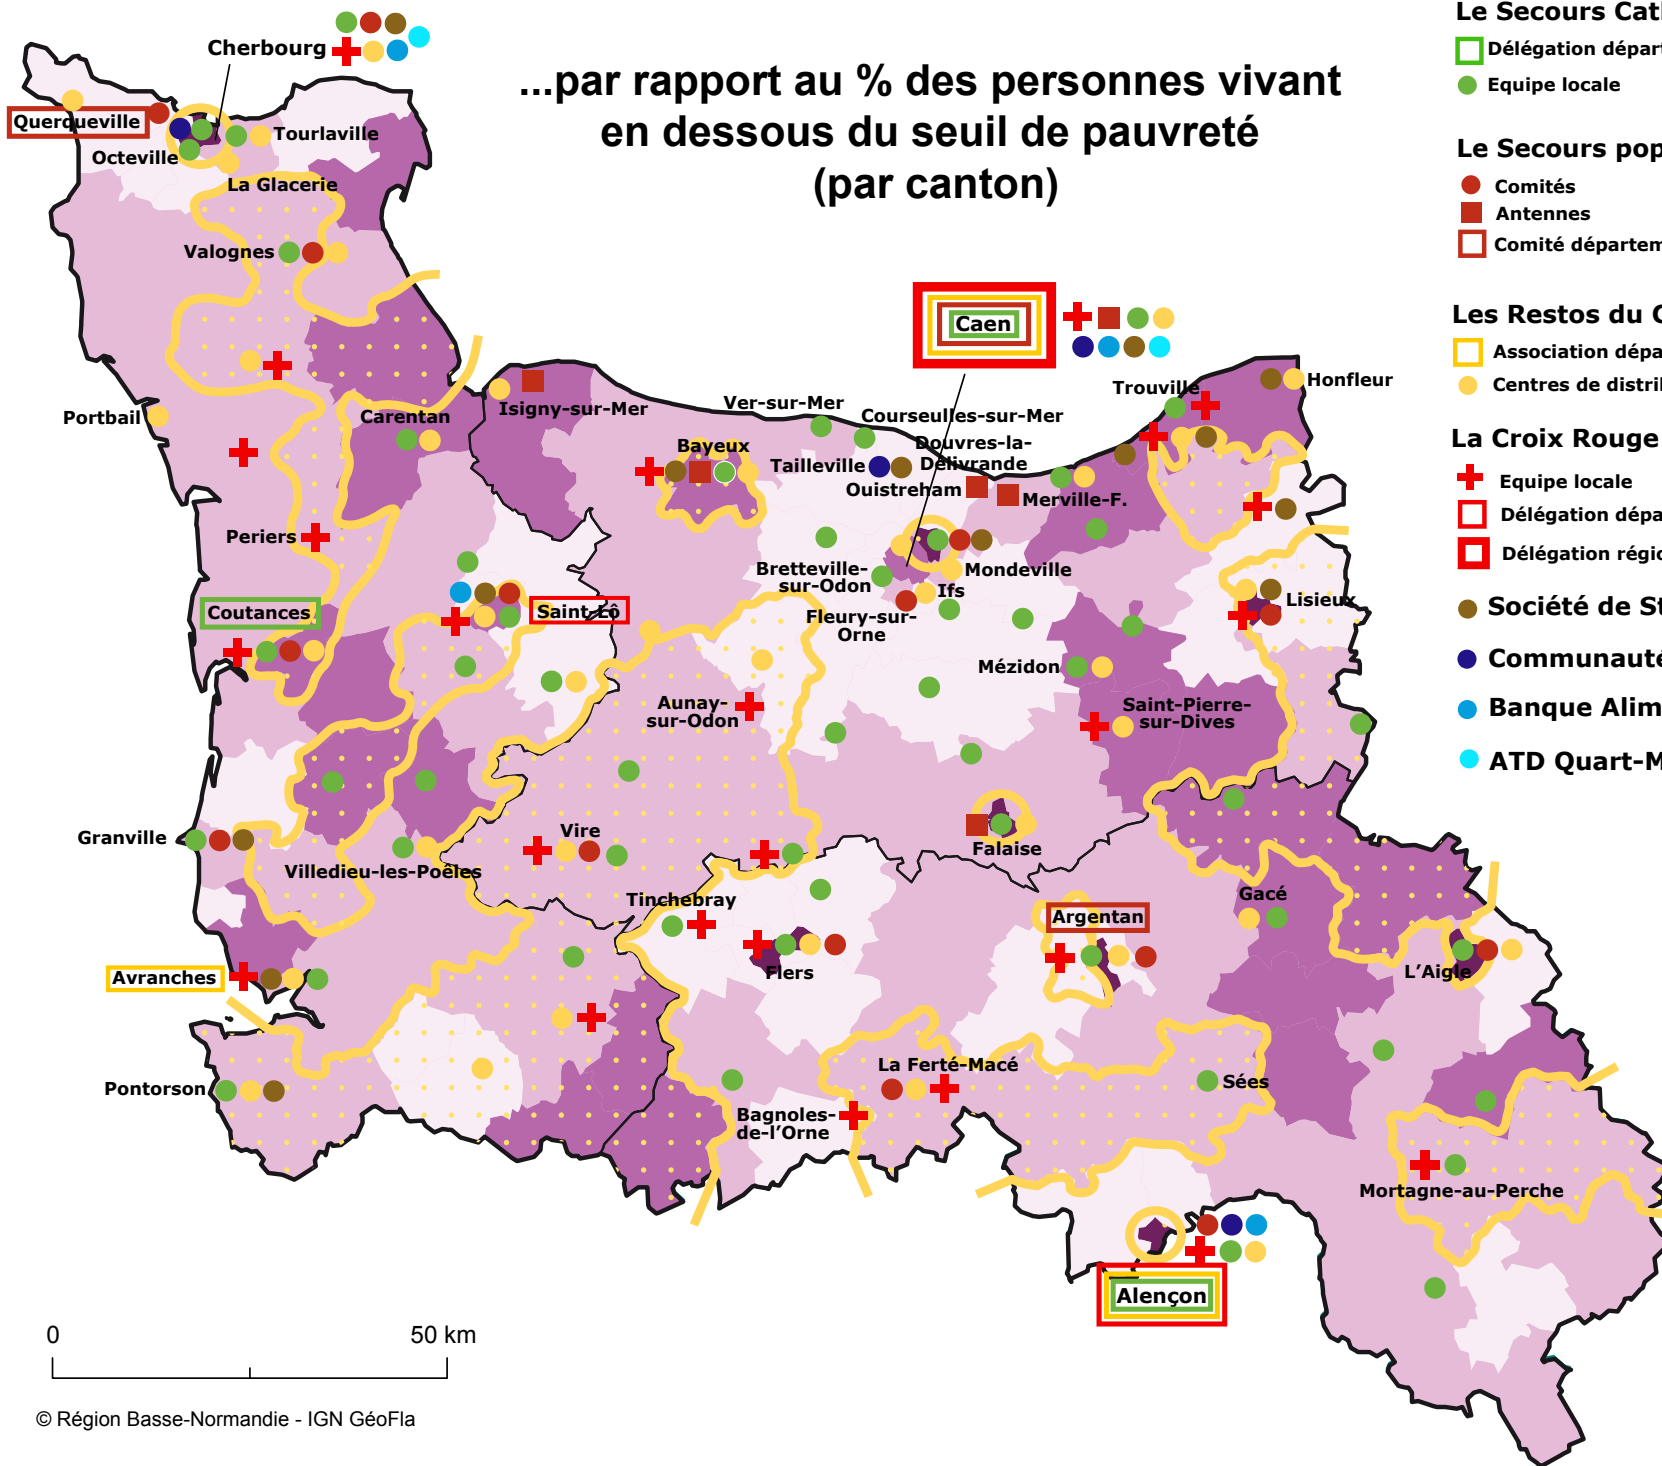 ...par rapport au % des personnes vivant
en dessous du seuil de pauvreté
(par canton)
Cherbourg
Querqueville
Octeville
Tourlaville
La Glacerie
Valognes
Portbail
Carentan
Isigny-sur-Mer
Periers
Coutances
Saint-Lô
Bayeux
Ver-sur-Mer
Courseulles-sur-Mer
Douvres-la-
Délivrande
Tailleville
Ouistreham
Merville-F.
Caen
Trouville
Honfleur
Bretteville-
sur-Odon
Mondeville
Ifs
Fleury-sur-
Orne
Lisieux
Mézidon
Saint-Pierre-
sur-Dives
Aunay-
sur-Odon
Granville
Villedieu-les-Poêles
Vire
Falaise
Tinchebray
Flers
Argentan
Gacé
L'Aigle
Avranches
Pontorson
La Ferté-Macé
Bagnoles-
de-l'Orne
Sées
Mortagne-au-Perche
Alençon
Le Secours Cat
Délégation dépar
Equipe locale
Le Secours pop
Comités
Antennes
Comité départe
Les Restos du
Association dépa
Centres de distri
La Croix Rouge
Equipe locale
Délégation dépa
Délégation régi
Société de St
Communauté
Banque Alim
ATD Quart-M
0
50 km
© Région Basse-Normandie - IGN GéoFla